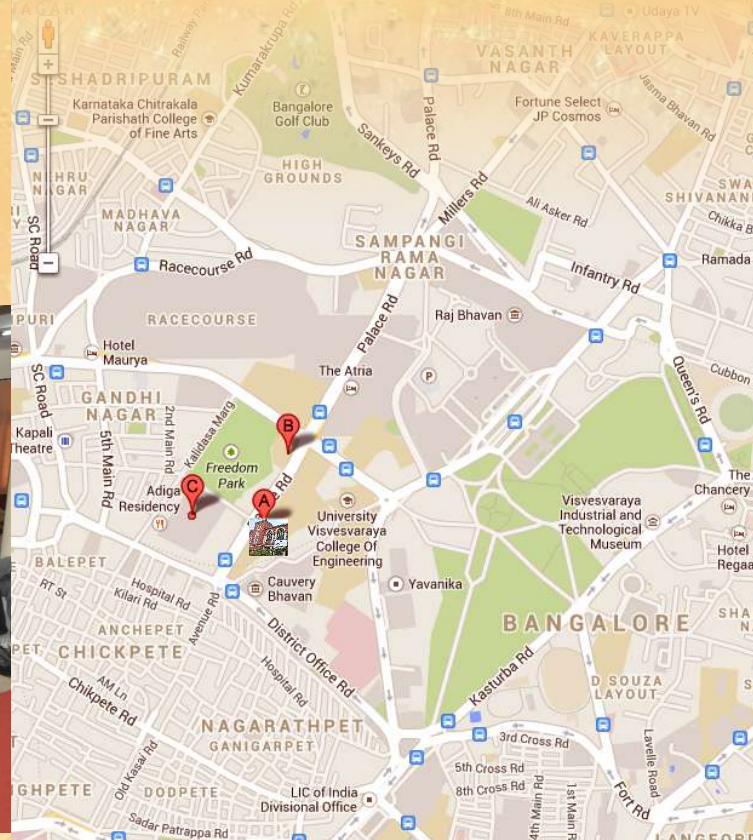 8th Main Rd
Udaya TV
NAGAR
Main Rd
Railway Pa
Kumarakrupa Rd
VASANTH
NAGAR
KAVERAPPA
LAYOUT
SHADRIPURAM
Karnataka Chitrakala
Parishath College
of Fine Arts
Bangalore
Golf Club
Palace Rd
Fortune Select
JP Cosmos
Jasma Bhavan Rd
Sankeys Rd
HIGH
GROUNDS
NEHRU
NAGAR
Millers Rd
SWA
SHIVANAN
Ali Asker Rd
MADHAVA
NAGAR
SC Road
Chikka B
SAMPANGI
RAMA
NAGAR
Racecourse Rd
Infantry Rd
Ramada
PURI
RACECOURSE
Palace Rd
Raj Bhavan
Hotel
Maurya
The Atria
P
Queen's Rd
Cubbon
SC Road
GANDHI
NAGAR
2nd Main Rd
Kalidasa Marg
B
Kapali
Theatre
5th Main Rd
Freedom
Park
C
Adiga
Residency
A
e Rd
University
Visvesvaraya
College Of
Engineering
Visvesvaraya
Industrial and
Technological
Museum
The
Chancery
Hotel
Regaa
BALEPET
Hospital Rd
Kilari Rd
RT St
Avenue Rd
Cauvery
Bhavan
Yavanika
BANGALORE
SHA
N
ANCHEPET
CHICKPETE
PET
District Office Rd
Hospital Rd
AM Ln
Chikpete Rd
Kasturba Rd
D SOUZA
LAYOUT
NAGARATHPET
GANIGARPET
3rd Cross Rd
Lavelle Road
Old Kasai Rd
5th Cross Rd
8th Cross Rd
Fort Rd
IGHPETE
DODPETE
LIC of India
Divisional Office
4th Main Rd
1st Main R
Sadar Patrappa Rd
LANGFOR